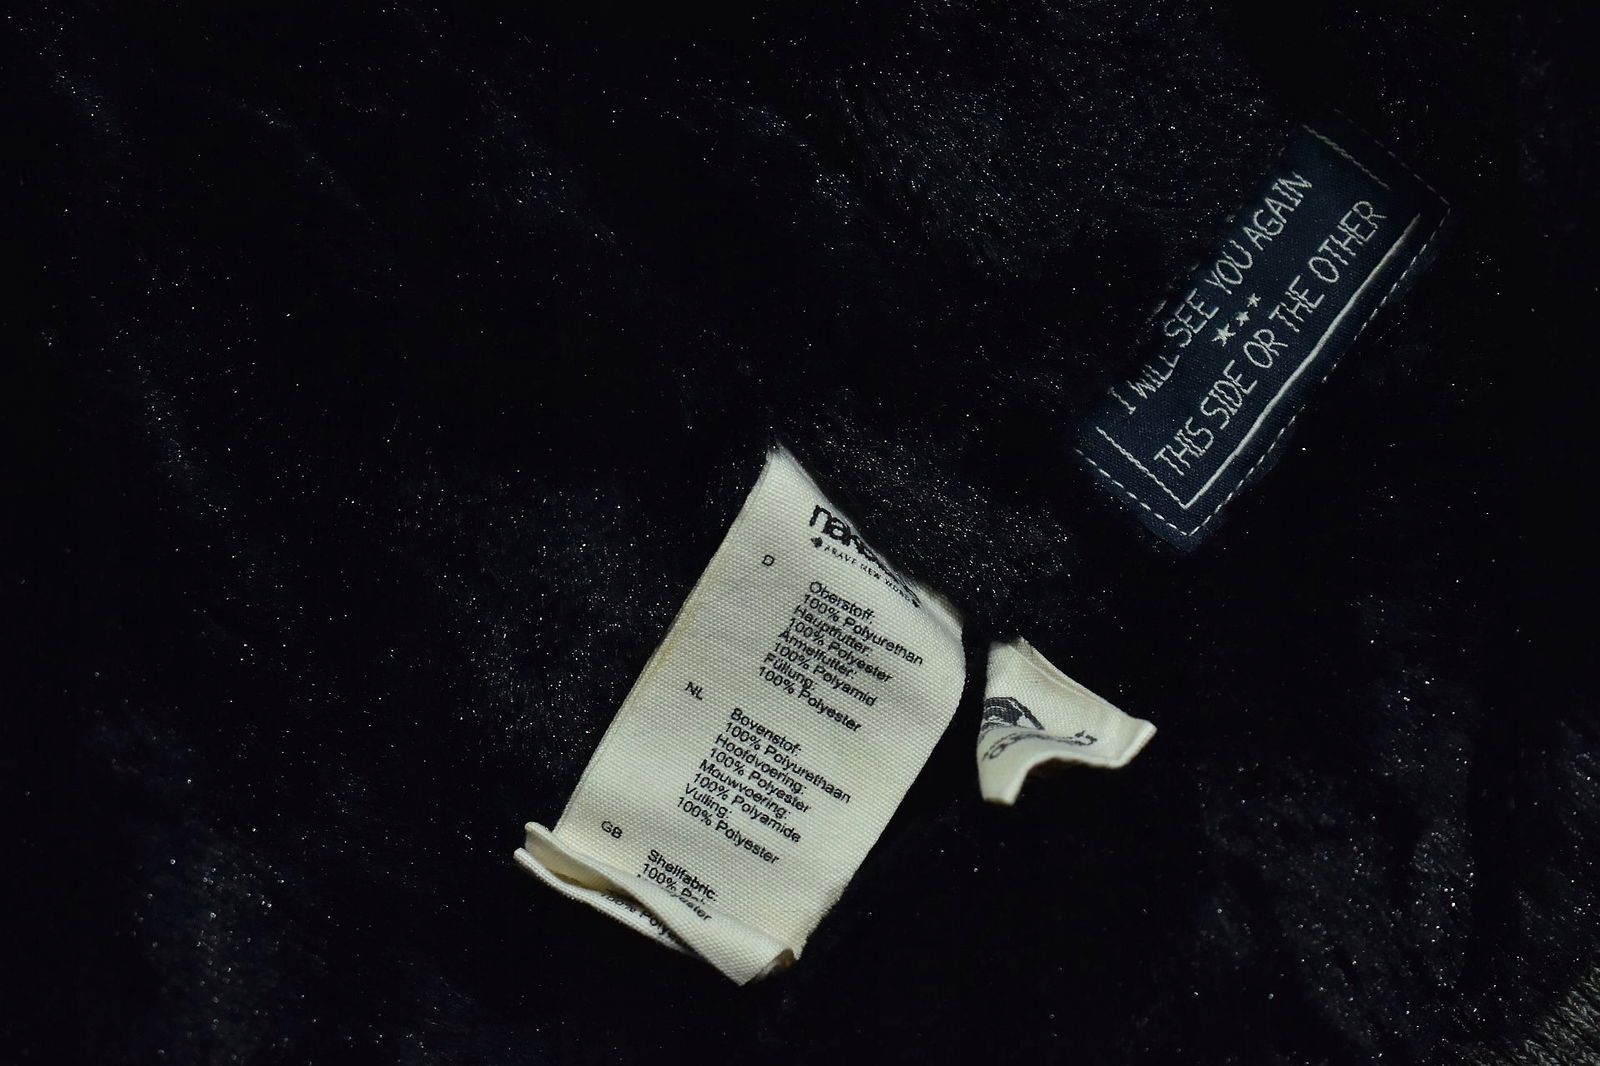 I WILL SEE YOU AGAIN
THIS SIDE OR THE OTHER
D
Oberstoff:
100% Polyurethan
Hauptfutter:
100% Polyester
Ärmelfutter:
100% Polyamid
Füllung:
100% Polyester
NL
Bovenstof:
100% Polyurethaan
Hoofdvoering:
100% Polyester
Mouwvoering:
100% Polyamide
Vulling:
100% Polyester
GB
Shellfabric:
100%